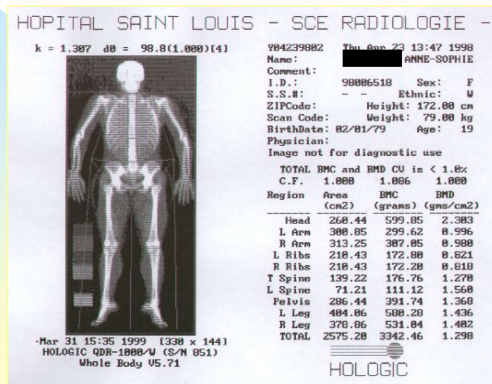 HOPITAL SAINT LOUIS - SCE RADIOLOGIE -
k = 1.307 d0 = 98.8(1.000)[4]
·Mar 31 15:35 1999 [330 x 144]
HOLOGIC QDR-1000/W (S/N 851)
Whole Body V5.71
Y04239802 Thu Apr 23 13:47 1998
Name: ANNE-SOPHIE
Comment:
I.D.: 98006518 Sex: F
S.S.#: - - Ethnic: W
ZIPCode: Height: 172.00 cm
Scan Code: Weight: 79.00 kg
BirthDate: 02/01/79 Age: 19
Physician:
Image not for diagnostic use
TOTAL BMC and BMD CV is < 1.0%
C.F. 1.000 1.086 1.000
Region Area BMC BMD
(cm2) (grams) (gms/cm2)
Head 260.44 599.85 2.303
L Arm 300.85 299.62 0.996
R Arm 313.25 307.05 0.980
L Ribs 210.43 172.80 0.821
R Ribs 210.43 172.20 0.818
T Spine 139.22 176.76 1.270
L Spine 71.21 111.12 1.560
Pelvis 286.44 391.74 1.368
L Leg 404.06 580.28 1.436
R Leg 378.86 531.04 1.402
TOTAL 2575.20 3342.46 1.298
HOLOGIC